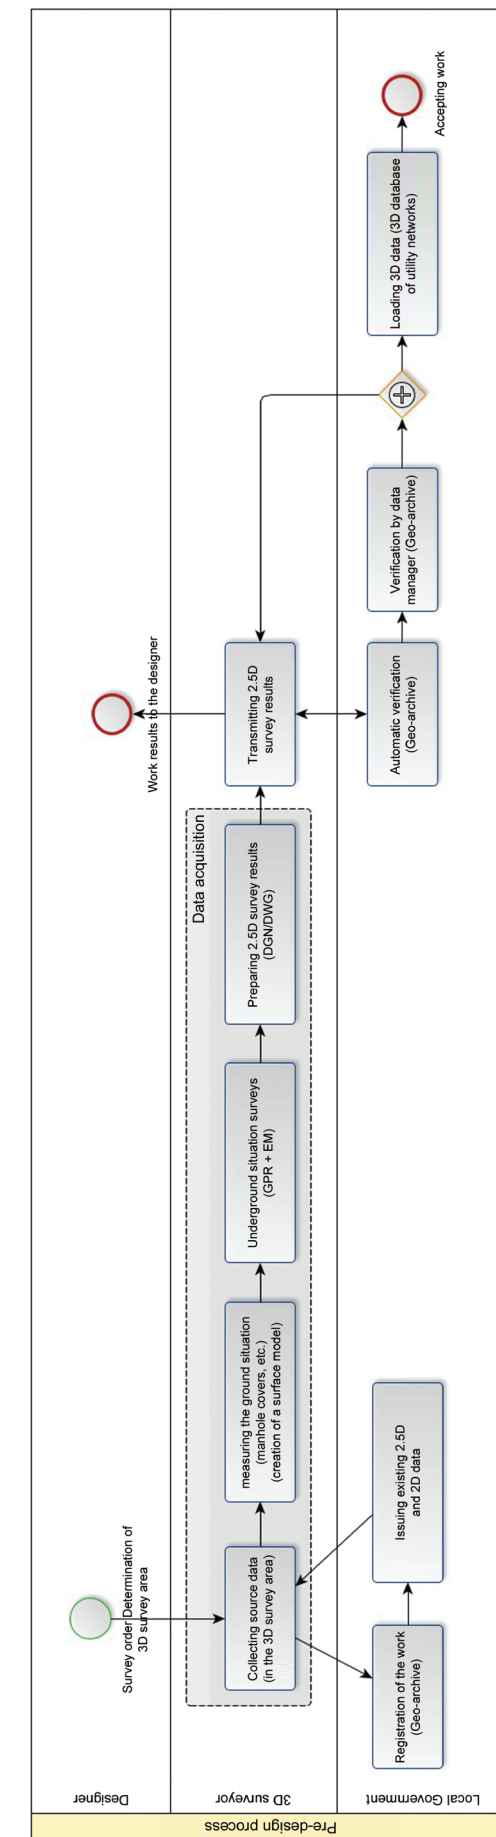 Pre-design process
Designer
3D surveyor
Local Government
Survey order Determination of
3D survey area
Work results to the designer
Data acquisition
Collecting source data
(in the 3D survey area)
measuring the ground situation
(manhole covers, etc.)
(creation of a surface model)
Underground situation surveys
(GPR + EM)
Preparing 2.5D survey results
(DGN/DWG)
Transmitting 2.5D
survey results
Registration of the work
(Geo-archive)
Issuing existing 2.5D
and 2D data
Automatic verification
(Geo-archive)
Verification by data
manager (Geo-archive)
Loading 3D data (3D database
of utility networks)
Accepting work